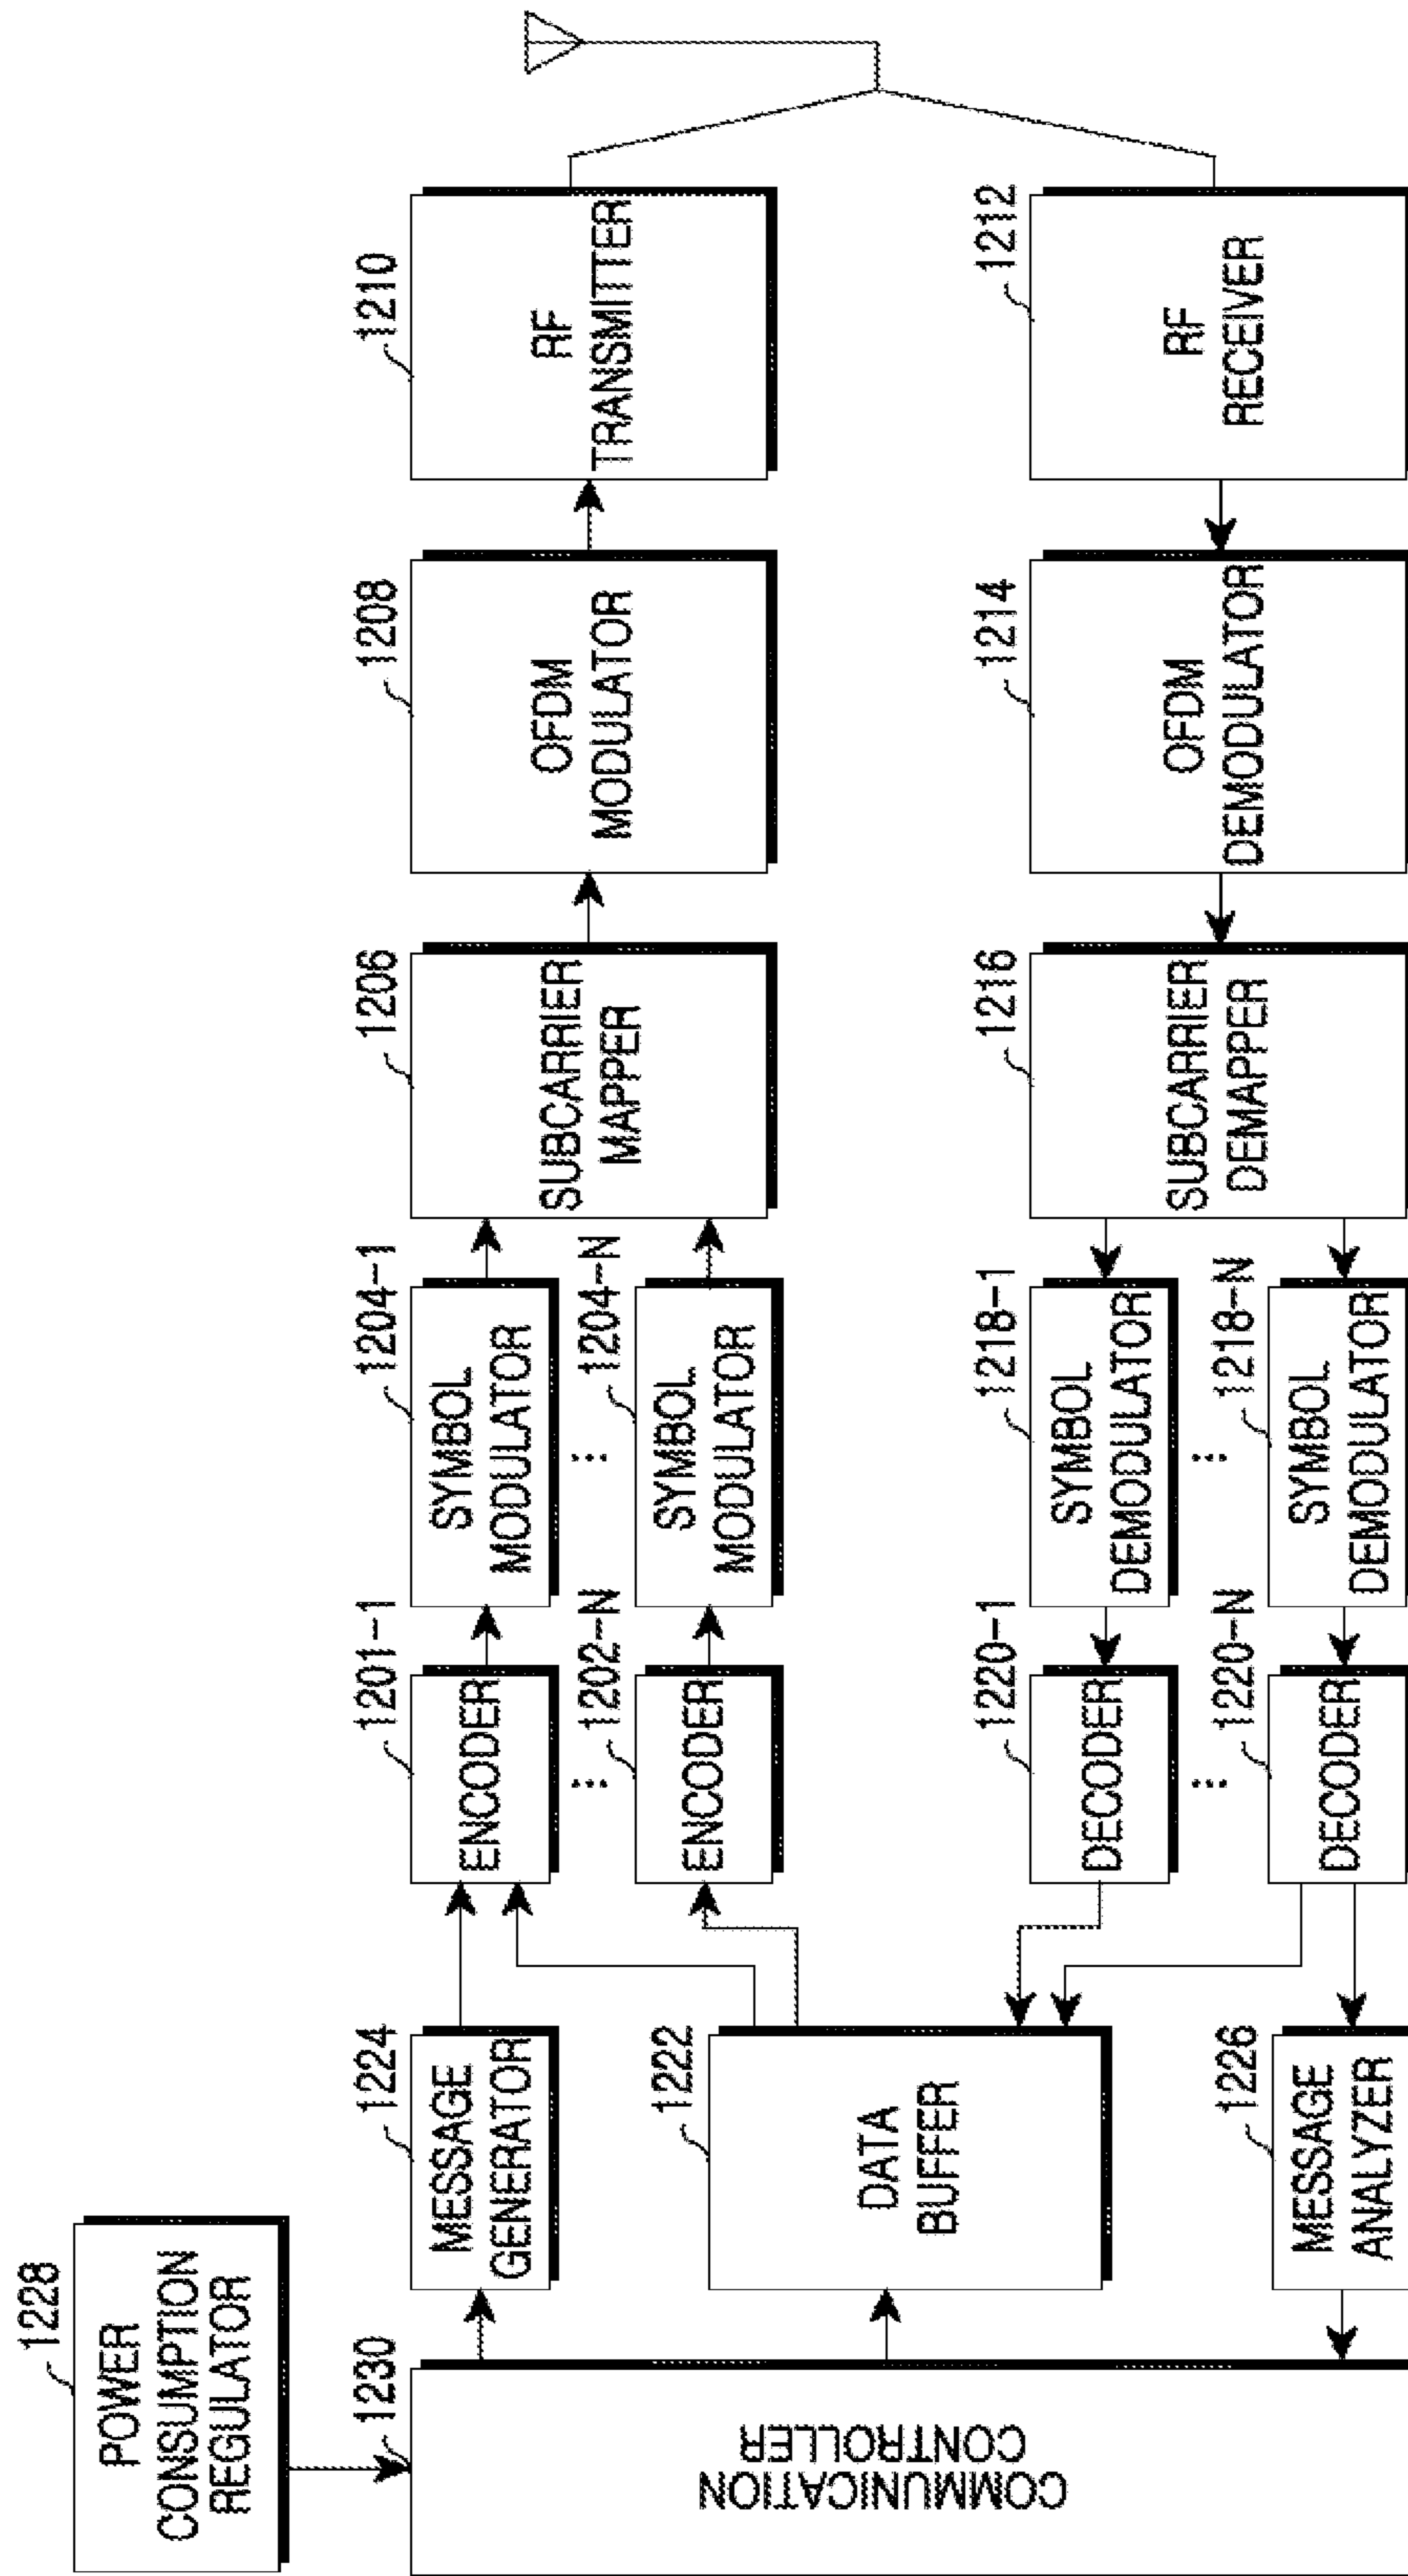 POWER
CONSUMPTION
REGULATOR
1228
1230
COMMUNICATION
CONTROLLER
1224
MESSAGE
GENERATOR
1222
DATA
BUFFER
1226
MESSAGE
ANALYZER
1201-1
ENCODER
⋮
1202-N
ENCODER
1204-1
SYMBOL
MODULATOR
⋮
1204-N
SYMBOL
MODULATOR
1206
SUBCARRIER
MAPPER
1208
OFDM
MODULATOR
1210
RF
TRANSMITTER
1220-1
DECODER
⋮
1220-N
DECODER
1218-1
SYMBOL
DEMODULATOR
⋮
1218-N
SYMBOL
DEMODULATOR
1216
SUBCARRIER
DEMAPPER
1214
OFDM
DEMODULATOR
1212
RF
RECEIVER